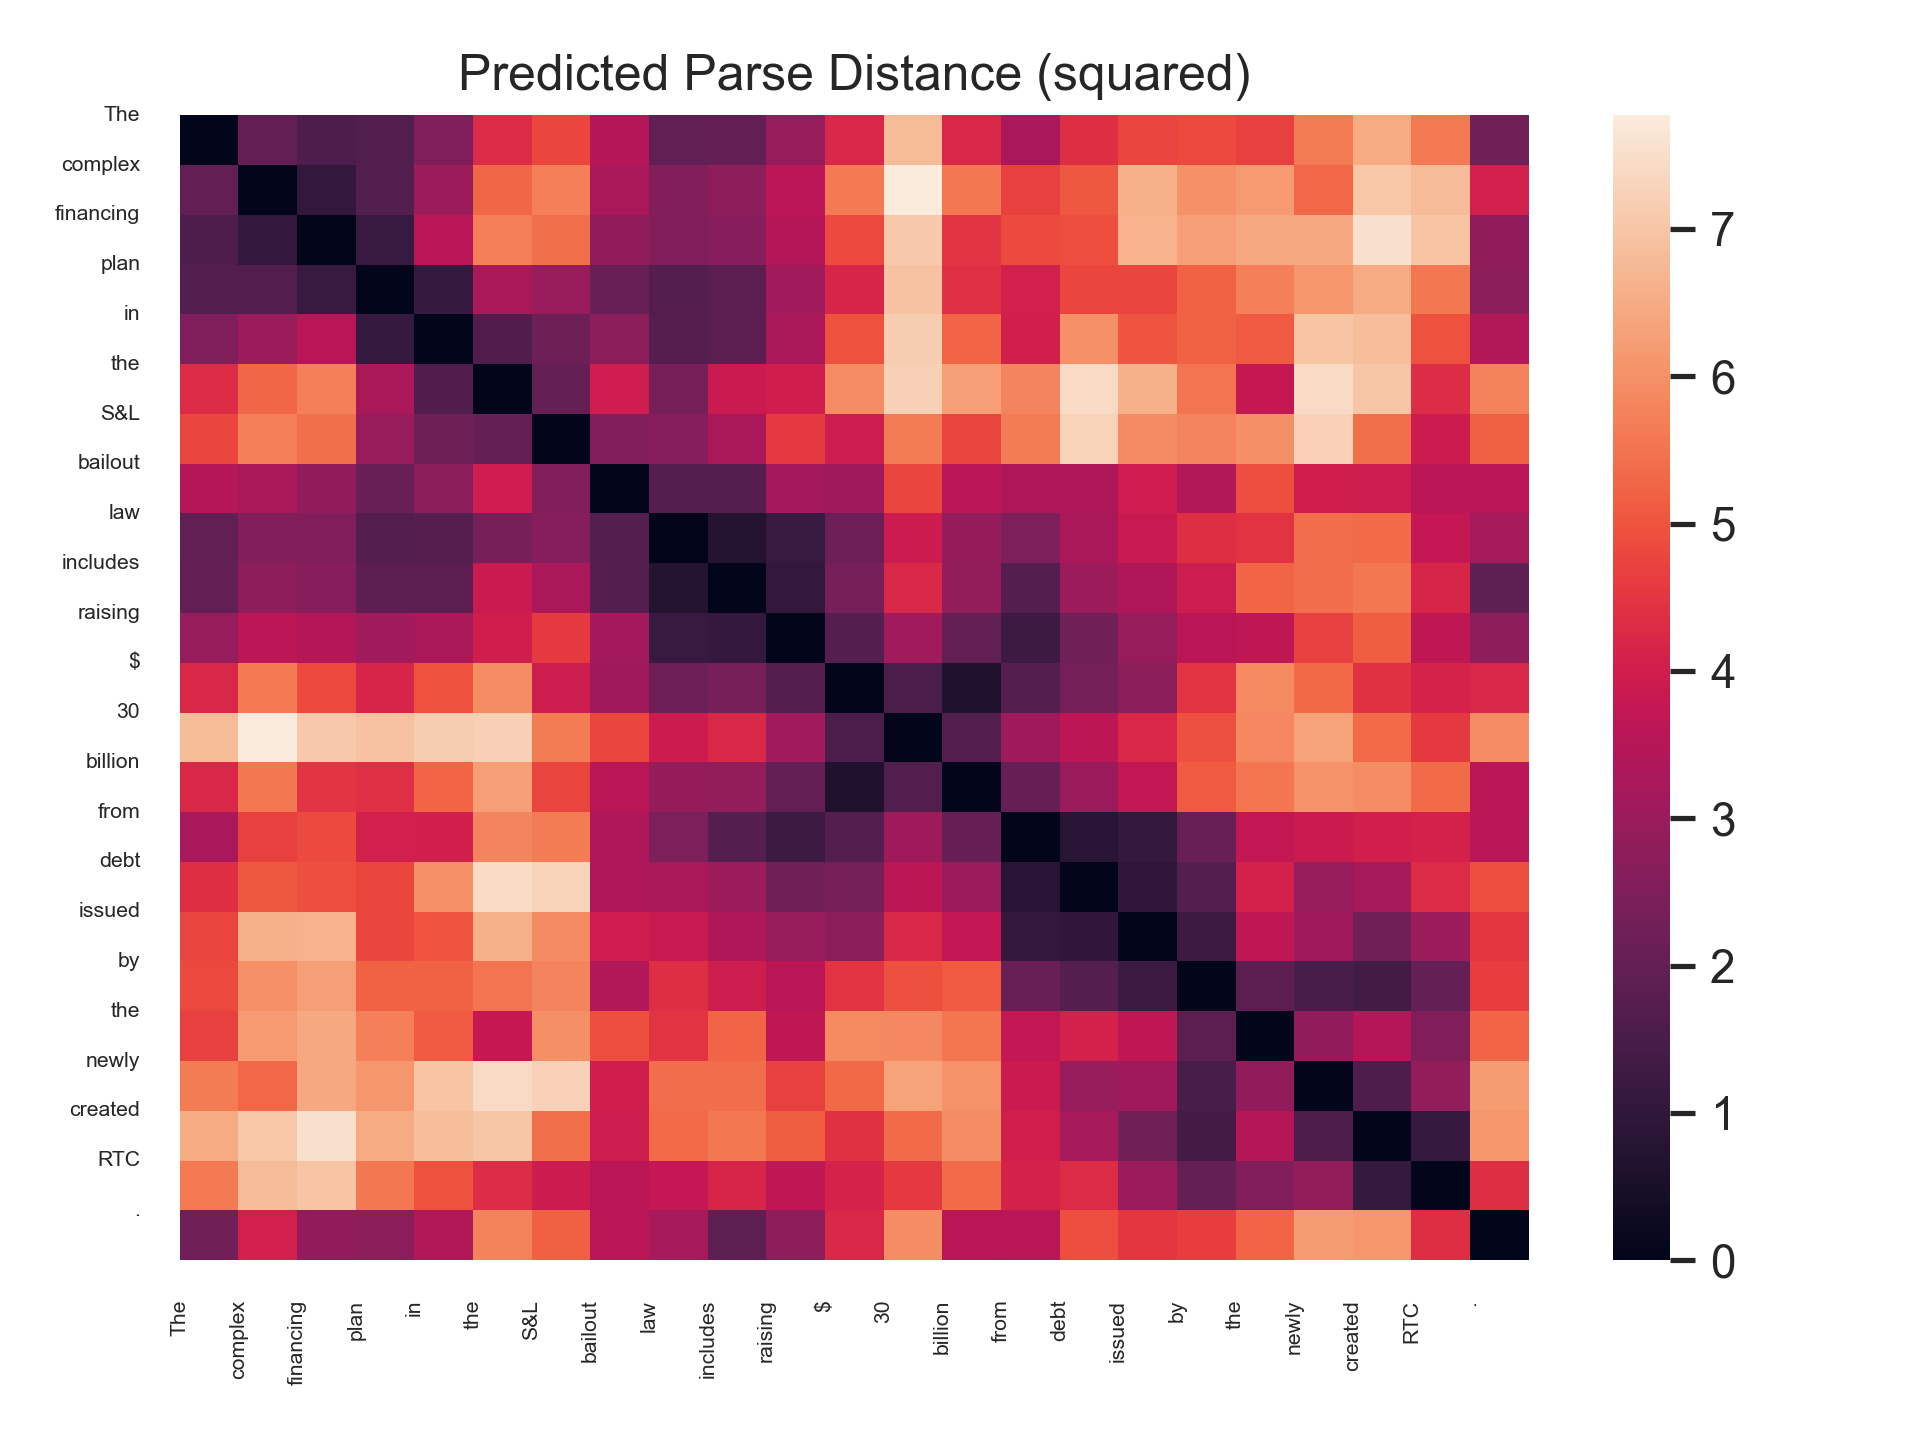 Predicted Parse Distance (squared)
The
complex
financing
plan
in
the
S&L
bailout
law
includes
raising
$
30
billion
from
debt
issued
by
the
newly
created
RTC
.
7
6
5
4
3
2
1
0
The
complex
financing
plan
in
the
S&L
bailout
law
includes
raising
$
30
billion
from
debt
issued
by
the
newly
created
RTC
.